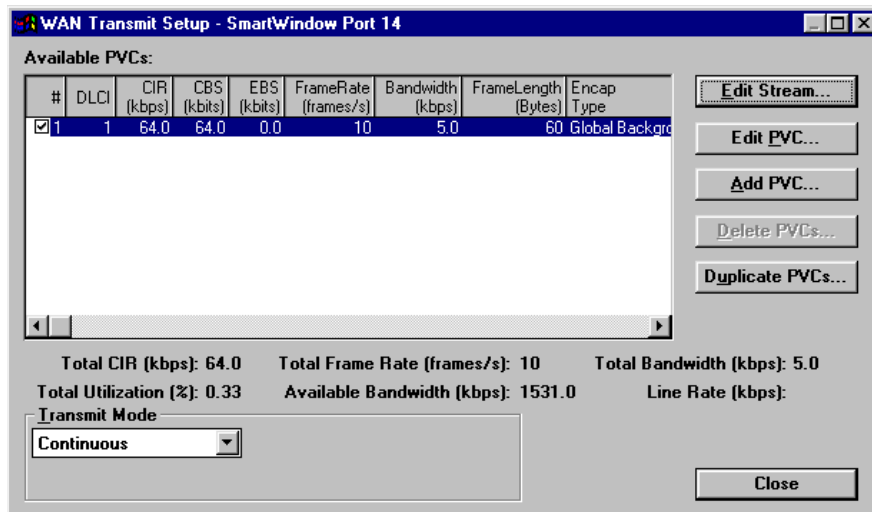 WAN Transmit Setup - SmartWindow Port 14
Available PVCs:
# DLCI CIR (kbps) CBS (kbits) EBS (kbits) FrameRate (frames/s) Bandwidth (kbps) FrameLength (Bytes) Encap Type
1 1 64.0 64.0 0.0 10 5.0 60 Global Backgro
Edit Stream...
Edit PVC...
Add PVC...
Delete PVCs...
Duplicate PVCs...
Total CIR (kbps): 64.0 Total Frame Rate (frames/s): 10 Total Bandwidth (kbps): 5.0
Total Utilization (%): 0.33 Available Bandwidth (kbps): 1531.0 Line Rate (kbps):
Transmit Mode
Continuous
Close